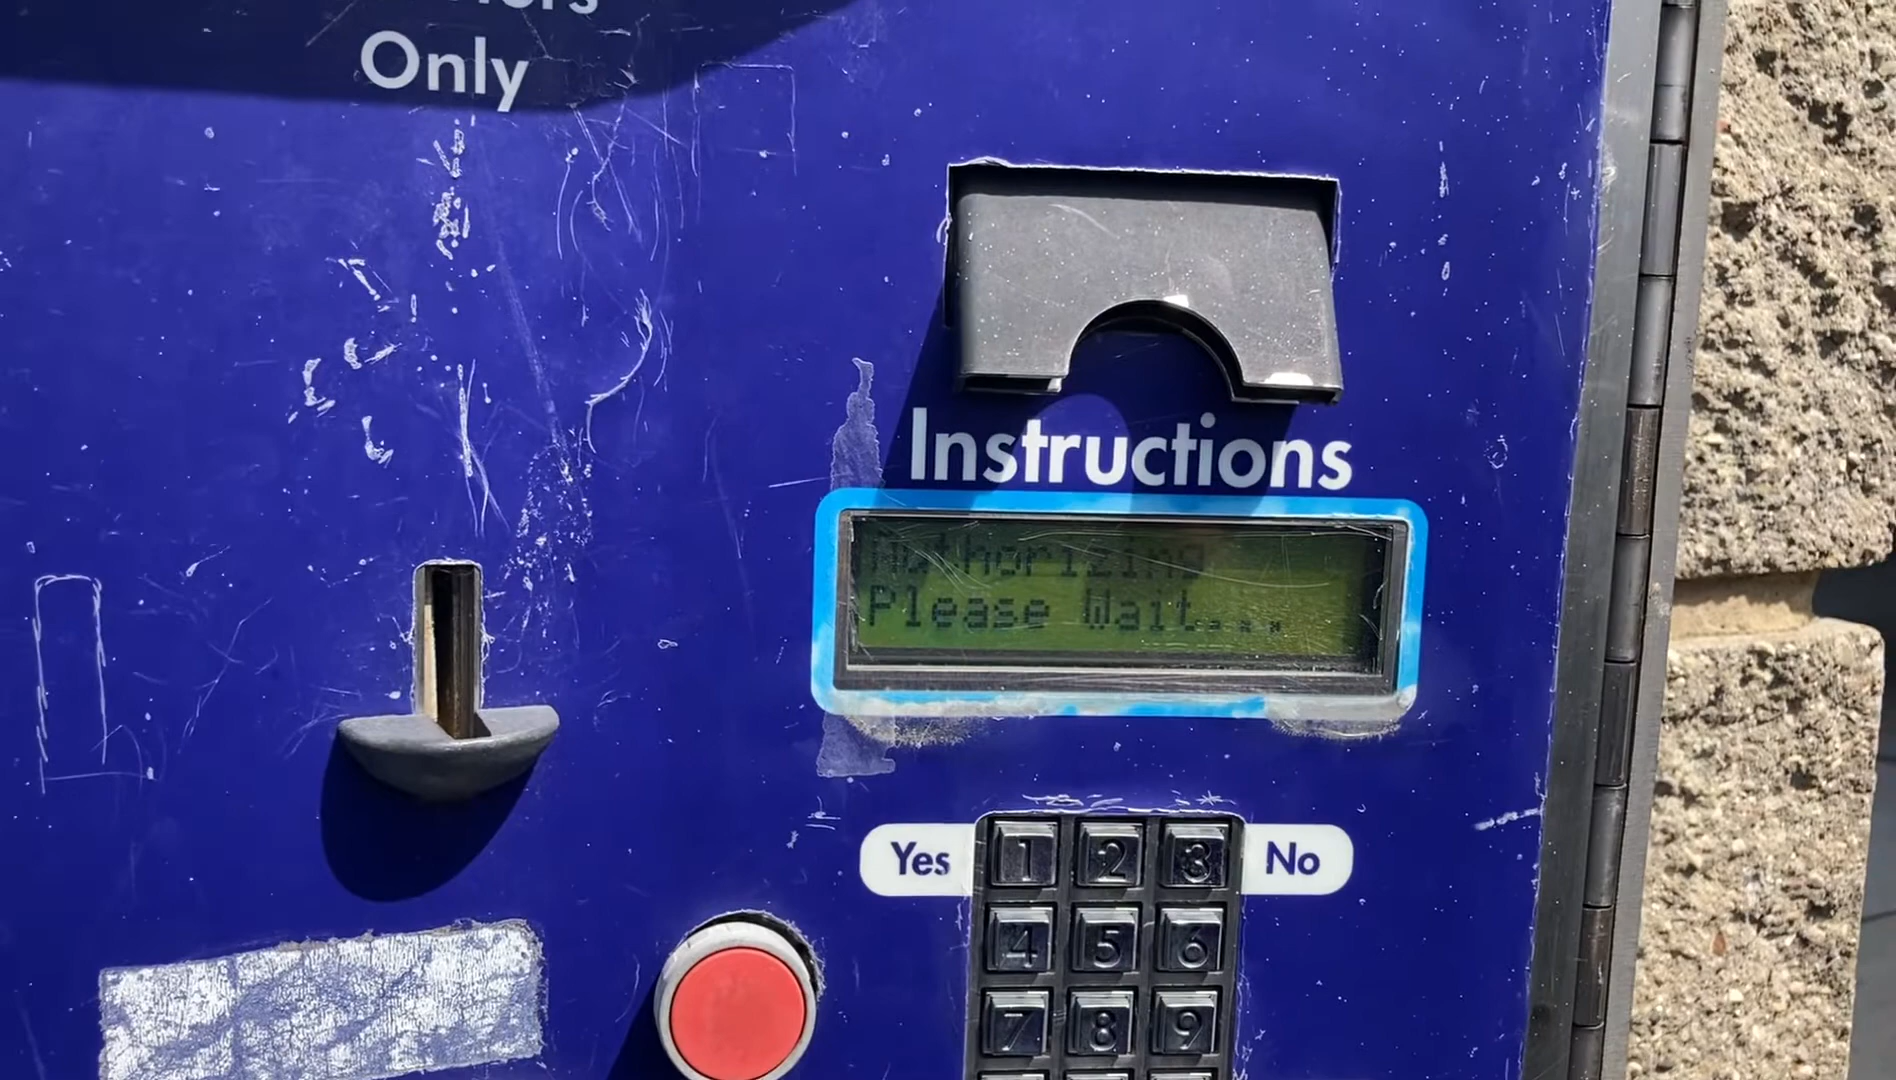 Only
Instructions
Authorizing
Please Wait...
Yes
1
2
3
No
4
5
6
7
8
9